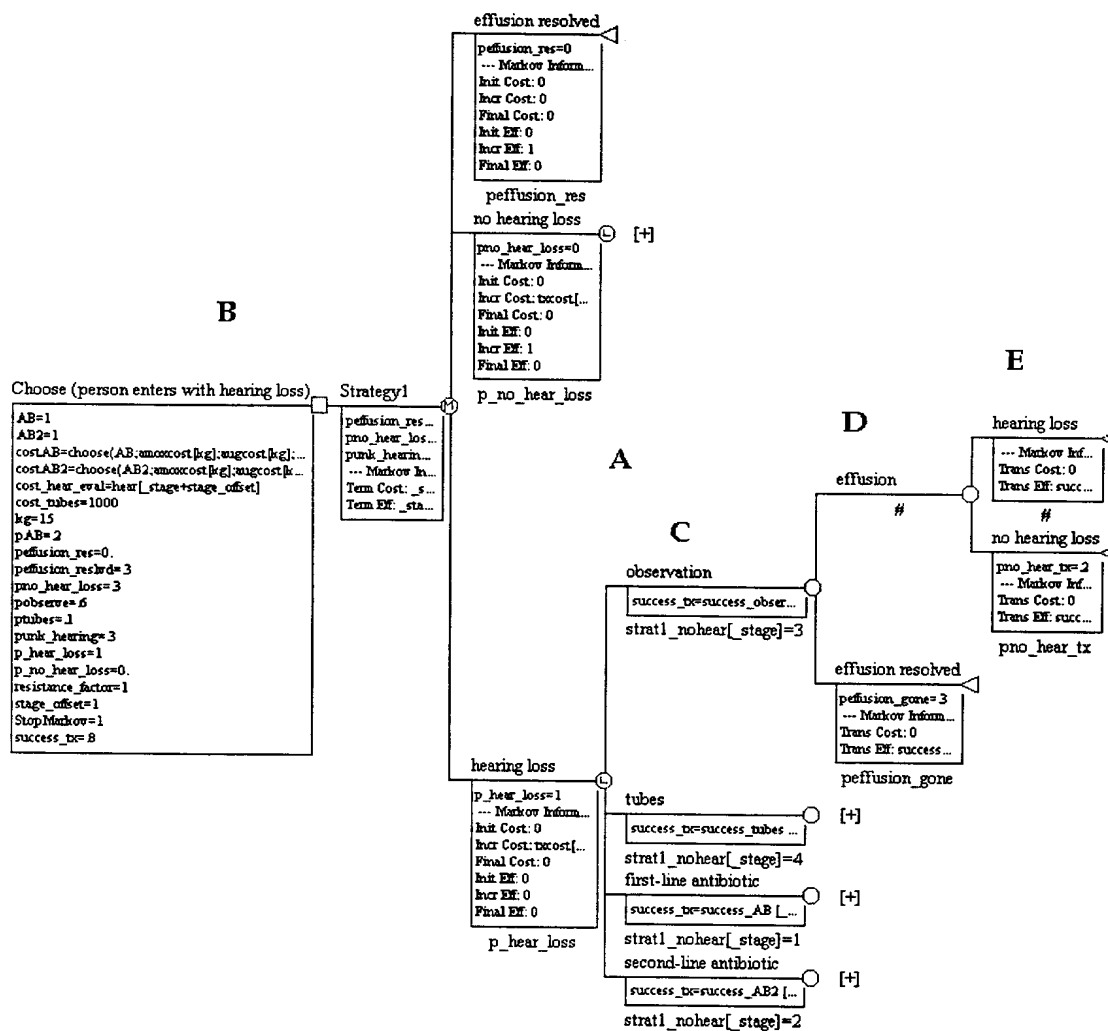 effusion resolved
peffusion_res=0
--- Markov Inform...
Init Cost: 0
Incr Cost: 0
Final Cost: 0
Init Eff: 0
Incr Eff: 1
Final Eff: 0
peffusion_res
no hearing loss
[+]
pno_hear_loss=0
--- Markov Inform...
Init Cost: 0
Incr Cost: txcost[...
Final Cost: 0
Init Eff: 0
Incr Eff: 1
Final Eff: 0
p_no_hear_loss
B
Choose (person enters with hearing loss)
AB=1
AB2=1
costAB=choose(AB;amoxcost[kg];augcost[kg];...
costAB2=choose(AB2;amoxcost[kg];augcost[k...
cost_hear_eval=hear[_stage+stage_offset]
cost_tubes=1000
kg=15
pAB=.2
peffusion_res=0.
peffusion_reslvd=.3
pno_hear_loss=.3
pobserve=.6
ptubes=.1
punk_hearing=.3
p_hear_loss=1
p_no_hear_loss=0.
resistance_factor=1
stage_offset=1
StopMarkov=1
success_tx=.8
Strategy1
M
peffusion_res...
pno_hear_los...
punk_hearin...
--- Markov In...
Term Cost: _s...
Term Eff: _sta...
A
hearing loss
p_hear_loss=1
--- Markov Inform...
Init Cost: 0
Incr Cost: txcost[...
Final Cost: 0
Init Eff: 0
Incr Eff: 0
Final Eff: 0
p_hear_loss
C
observation
success_tx=success_obser...
strat1_nohear[_stage]=3
tubes
[+]
success_tx=success_tubes ...
strat1_nohear[_stage]=4
first-line antibiotic
[+]
success_tx=success_AB [_...
strat1_nohear[_stage]=1
second-line antibiotic
[+]
success_tx=success_AB2 [...
strat1_nohear[_stage]=2
D
effusion
#
effusion resolved
peffusion_gone=.3
--- Markov Inform...
Trans Cost: 0
Trans Eff: success...
peffusion_gone
E
hearing loss
--- Markov Inf...
Trans Cost: 0
Trans Eff: succ...
#
no hearing loss
pno_hear_tx=.2
--- Markov Inf...
Trans Cost: 0
Trans Eff: succ...
pno_hear_tx